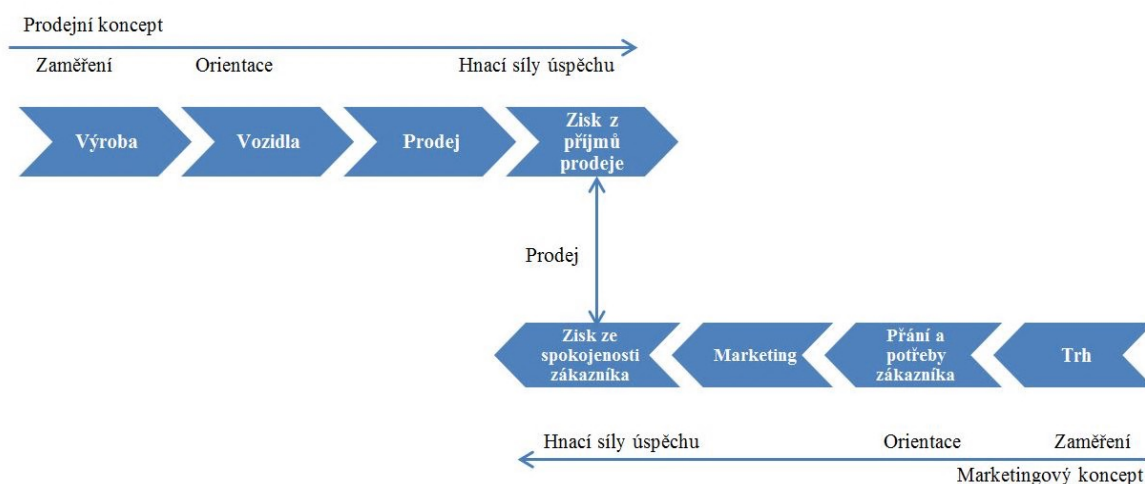 Prodejní koncept
Zaměření Orientace Hnací síly úspěchu
Výroba
Vozidla
Prodej
Zisk z
příjmů
prodeje
Prodej
Zisk ze
spokojenosti
zákazníka
Marketing
Přání a
potřeby
zákazníka
Trh
Hnací síly úspěchu Orientace Zaměření
Marketingový koncept